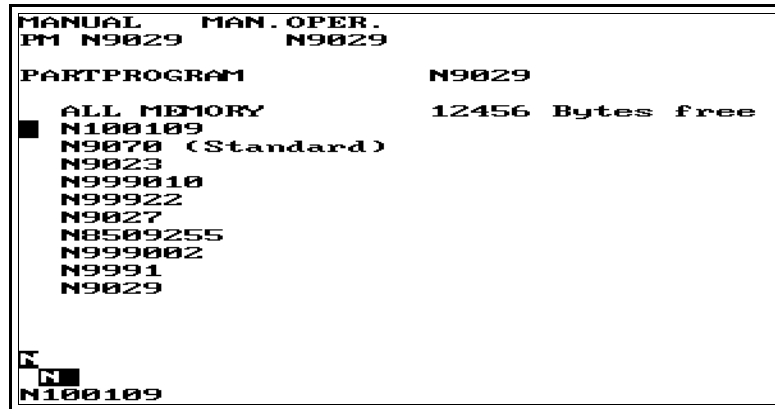 MANUAL MAN.OPER.
PM N9029 N9029
PARTPROGRAM N9029
ALL MEMORY 12456 Bytes free
N100109
N9070 (Standard)
N9023
N999010
N99922
N9027
N8509255
N999002
N9991
N9029
N
N
N100109